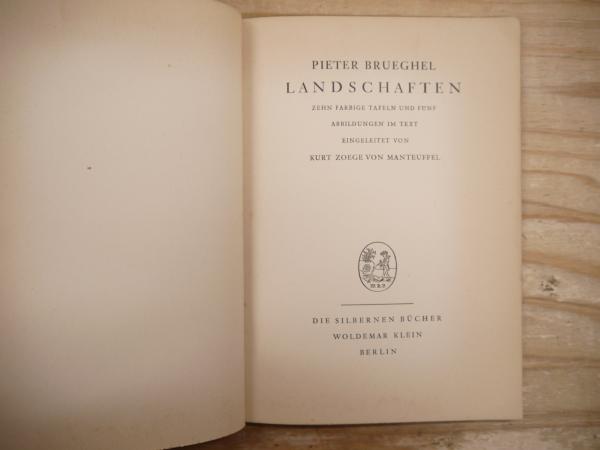 PIETER BRUEGHEL
LANDSCHAFTEN
ZEHN FARBIGE TAFELN UND FÜNF
ABBILDUNGEN IM TEXT
EINGELEITET VON
KURT ZOEGE VON MANTEUFFEL
W.K.V.
DIE SILBERNEN BÜCHER
WOLDEMAR KLEIN
BERLIN